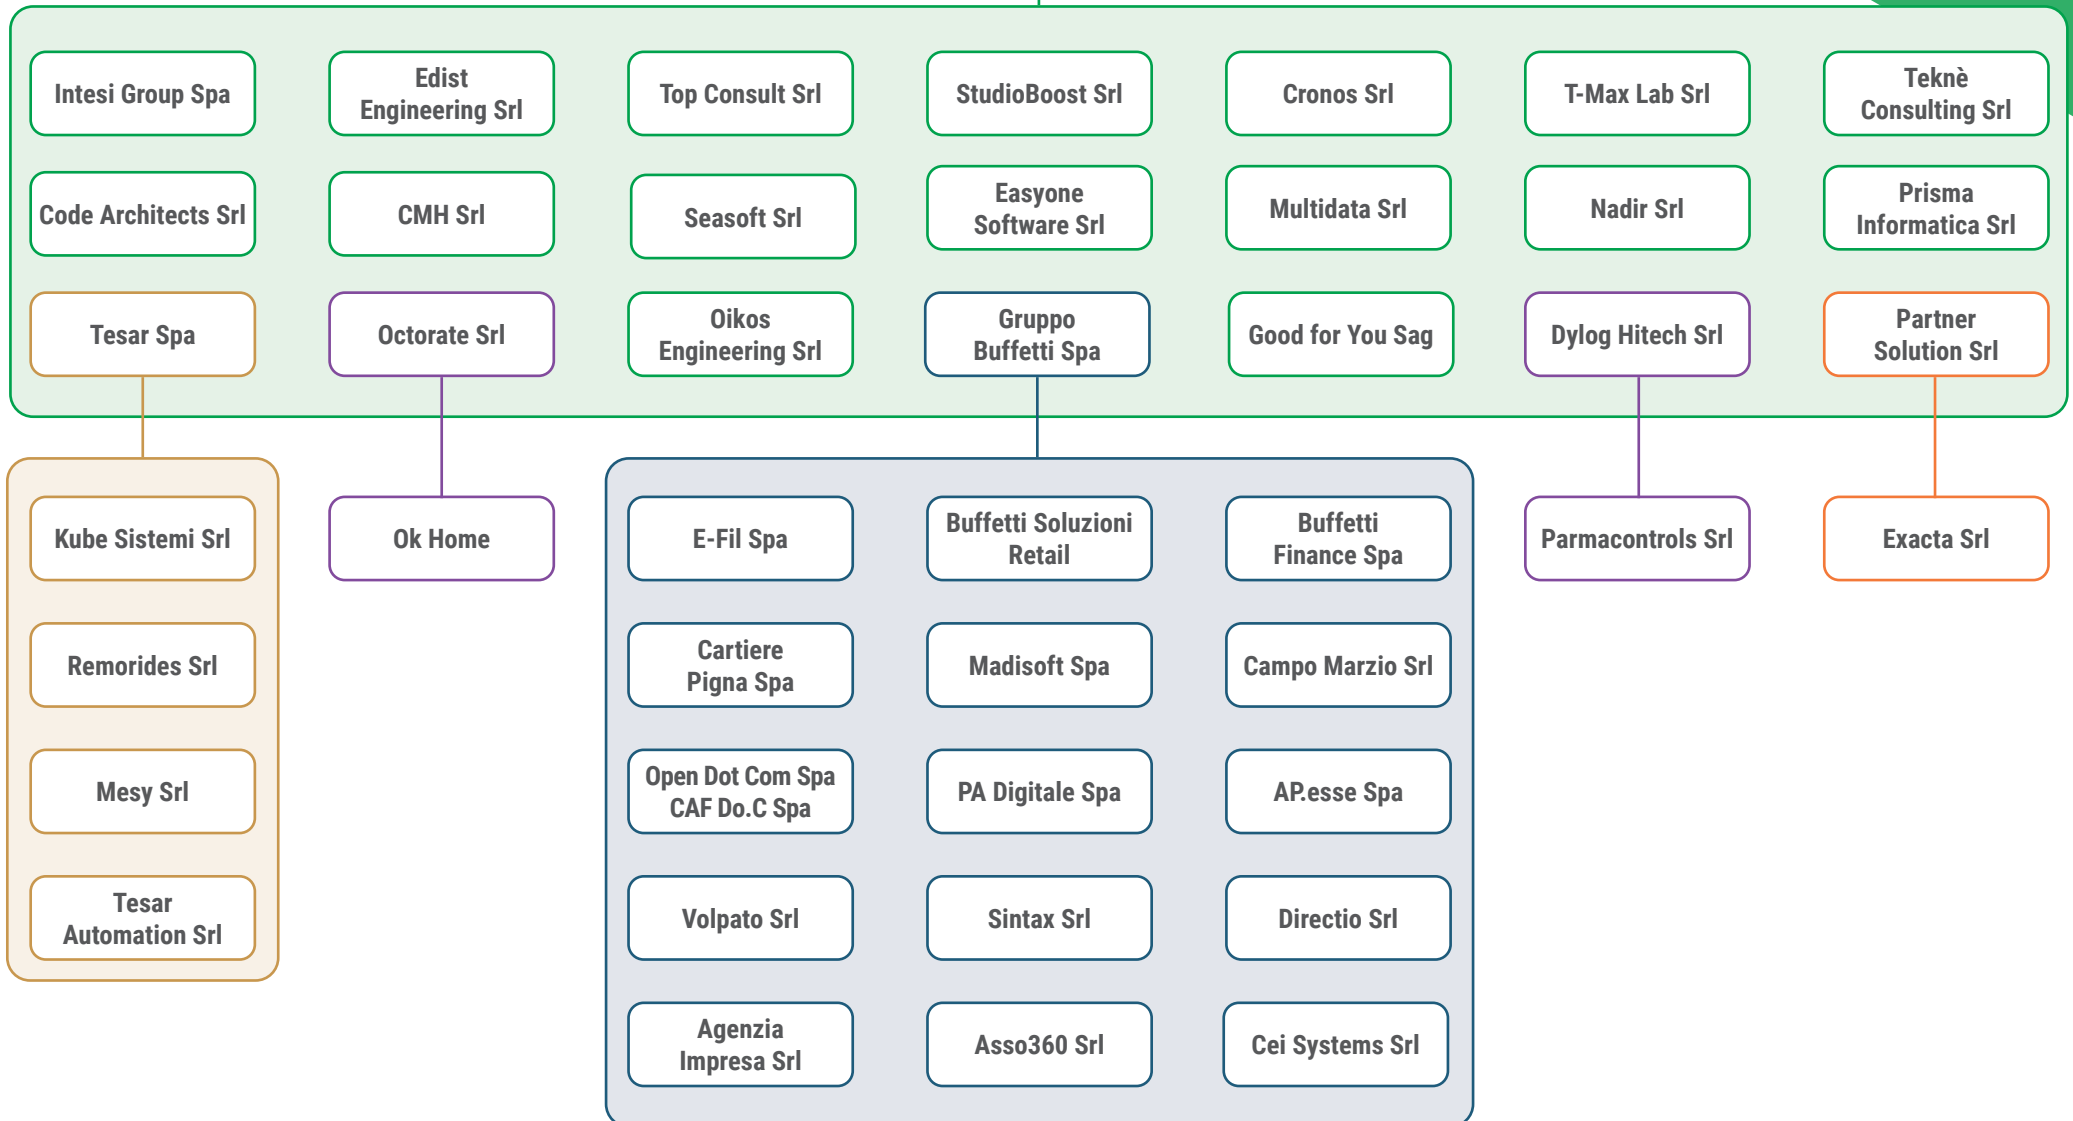 Intesi Group Spa
Edist
Engineering Srl
Top Consult Srl
StudioBoost Srl
Cronos Srl
T-Max Lab Srl
Teknè
Consulting Srl
Code Architects Srl
CMH Srl
Seasoft Srl
Easyone
Software Srl
Multidata Srl
Nadir Srl
Prisma
Informatica Srl
Tesar Spa
Octorate Srl
Oikos
Engineering Srl
Gruppo
Buffetti Spa
Good for You Sag
Dylog Hitech Srl
Partner
Solution Srl
Kube Sistemi Srl
Ok Home
E-Fil Spa
Buffetti Soluzioni
Retail
Buffetti
Finance Spa
Parmacontrols Srl
Exacta Srl
Remorides Srl
Cartiere
Pigna Spa
Madisoft Spa
Campo Marzio Srl
Mesy Srl
Open Dot Com Spa
CAF Do.C Spa
PA Digitale Spa
AP.esse Spa
Tesar
Automation Srl
Volpato Srl
Sintax Srl
Directio Srl
Agenzia
Impresa Srl
Asso360 Srl
Cei Systems Srl